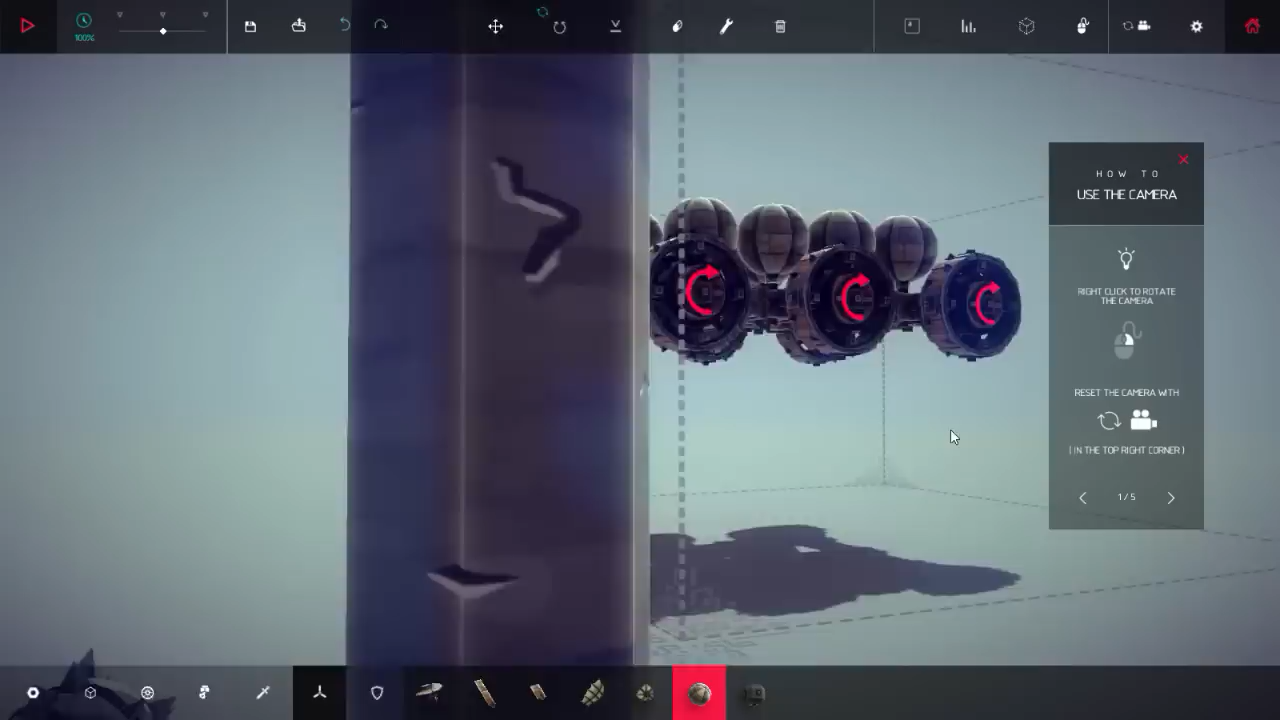 100%
HOW TO
USE THE CAMERA
RIGHT CLICK TO ROTATE
THE CAMERA
RESET THE CAMERA WITH
[ IN THE TOP RIGHT CORNER ]
1/5